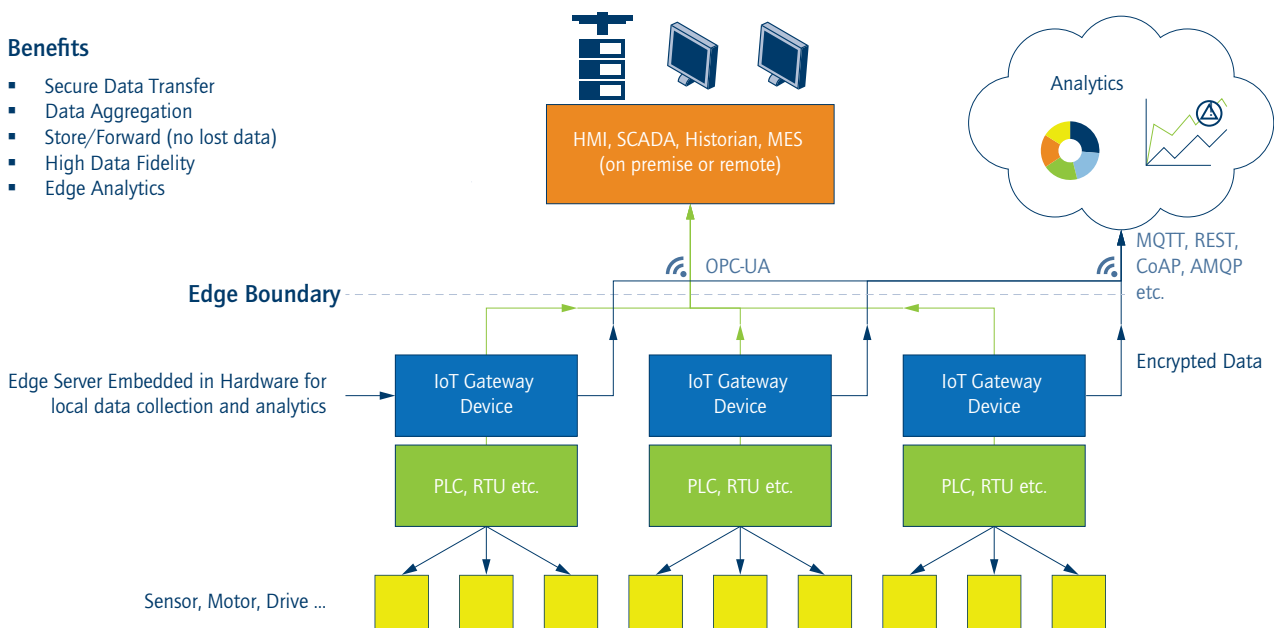 Benefits
▪ Secure Data Transfer
▪ Data Aggregation
▪ Store/Forward (no lost data)
▪ High Data Fidelity
▪ Edge Analytics
HMI, SCADA, Historian, MES
(on premise or remote)
Analytics
OPC-UA
MQTT, REST,
CoAP, AMQP
etc.
Edge Boundary
Encrypted Data
Edge Server Embedded in Hardware for
local data collection and analytics
IoT Gateway
Device
IoT Gateway
Device
IoT Gateway
Device
PLC, RTU etc.
PLC, RTU etc.
PLC, RTU etc.
Sensor, Motor, Drive ...